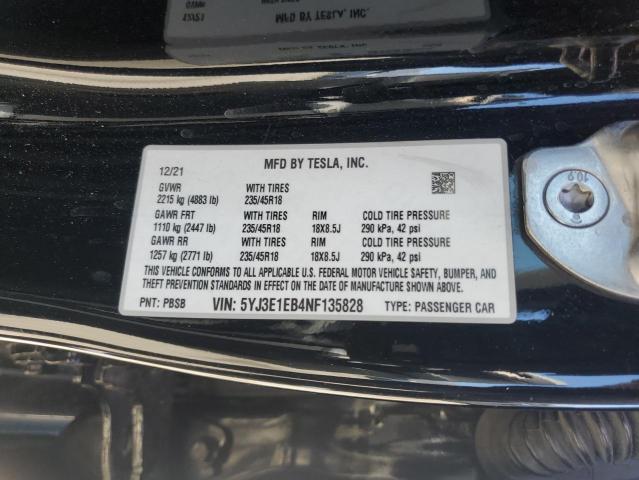 MFD BY TESLA, INC.
12/21
GVWR WITH TIRES
2215 kg (4883 lb) 235/45R18
GAWR FRT WITH TIRES RIM COLD TIRE PRESSURE
1110 kg (2447 lb) 235/45R18 18X8.5J 290 kPa, 42 psi
GAWR RR WITH TIRES RIM COLD TIRE PRESSURE
1257 kg (2771 lb) 235/45R18 18X8.5J 290 kPa, 42 psi
THIS VEHICLE CONFORMS TO ALL APPLICABLE U.S. FEDERAL MOTOR VEHICLE SAFETY, BUMPER, AND
THEFT PREVENTION STANDARDS IN EFFECT ON THE DATE OF MANUFACTURE SHOWN ABOVE.
PNT: PBSB VIN: 5YJ3E1EB4NF135828 TYPE: PASSENGER CAR
10.9